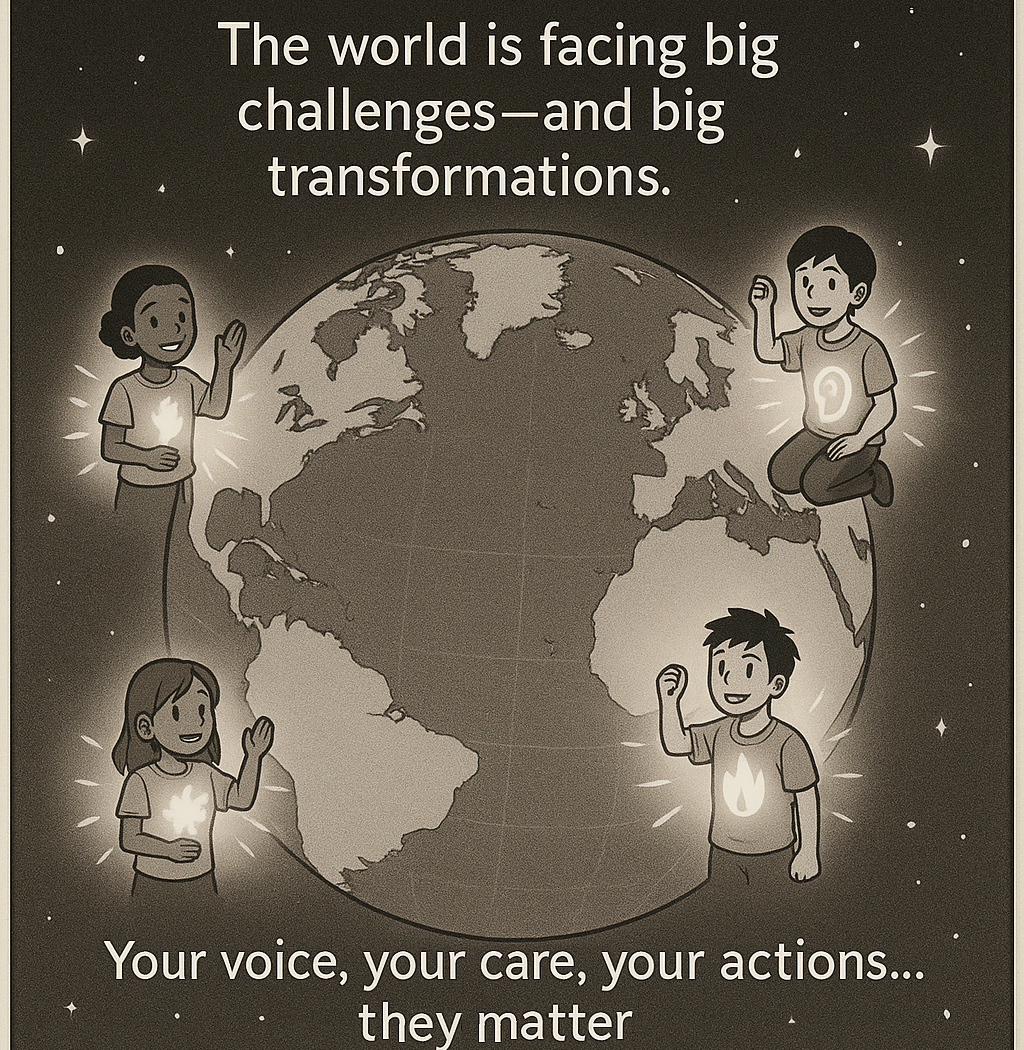 The world is facing big
challenges—and big
transformations.
Your voice, your care, your actions...
they matter